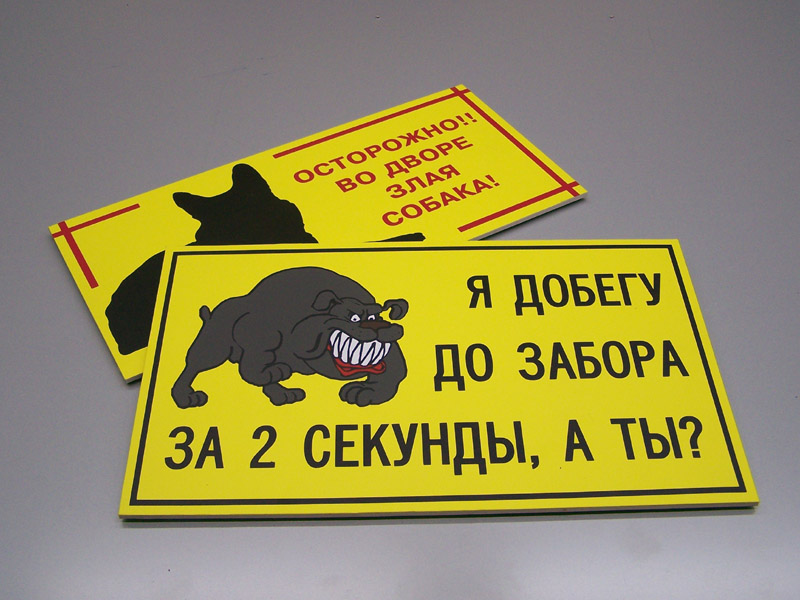 ОСТОРОЖНО!!
ВО ДВОРЕ
ЗЛАЯ
СОБАКА!
Я ДОБЕГУ
ДО ЗАБОРА
ЗА 2 СЕКУНДЫ, А ТЫ?